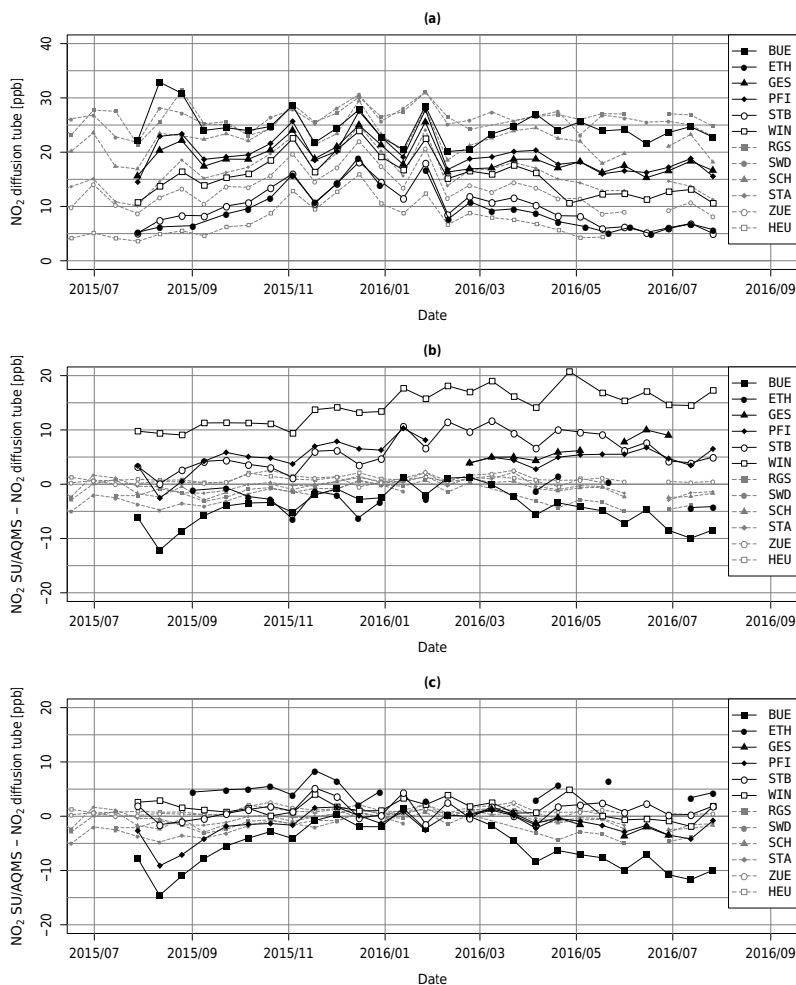 (a)
NO₂ diffusion tube [ppb]
40
30
20
10
0
2015/07 2015/09 2015/11 2016/01 2016/03 2016/05 2016/07 2016/09
Date
BUE
ETH
GES
PFI
STB
WIN
RGS
SWD
SCH
STA
ZUE
HEU
(b)
NO₂ SU/AQMS − NO₂ diffusion tube [ppb]
20
10
0
−10
−20
2015/07 2015/09 2015/11 2016/01 2016/03 2016/05 2016/07 2016/09
Date
BUE
ETH
GES
PFI
STB
WIN
RGS
SWD
SCH
STA
ZUE
HEU
(c)
NO₂ SU/AQMS − NO₂ diffusion tube [ppb]
20
10
0
−10
−20
2015/07 2015/09 2015/11 2016/01 2016/03 2016/05 2016/07 2016/09
Date
BUE
ETH
GES
PFI
STB
WIN
RGS
SWD
SCH
STA
ZUE
HEU